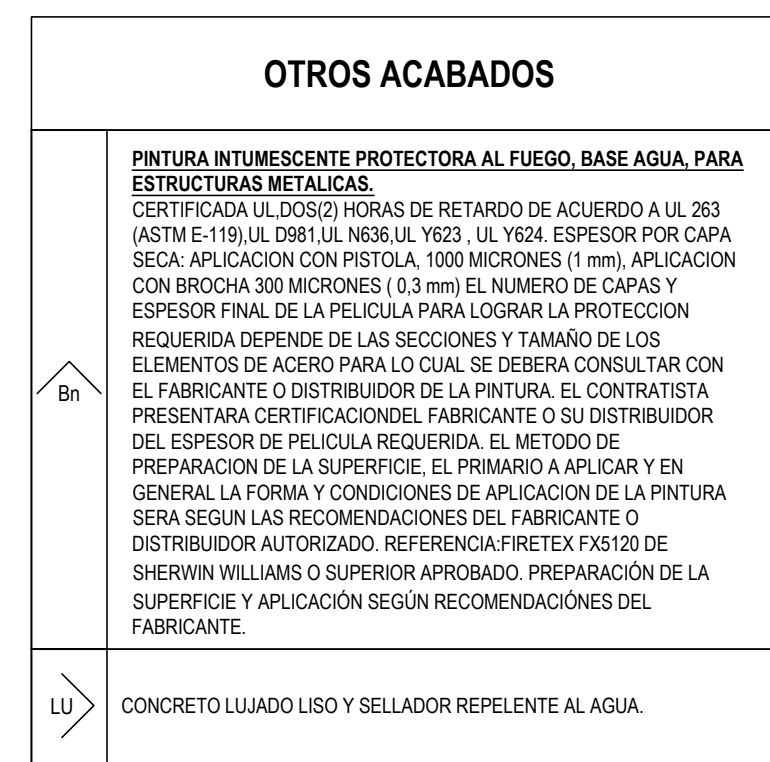 OTROS ACABADOS
Bn
PINTURA INTUMESCENTE PROTECTORA AL FUEGO, BASE AGUA, PARA
ESTRUCTURAS METALICAS.
CERTIFICADA UL,DOS(2) HORAS DE RETARDO DE ACUERDO A UL 263
(ASTM E-119),UL D981,UL N636,UL Y623 , UL Y624. ESPESOR POR CAPA
SECA: APLICACION CON PISTOLA, 1000 MICRONES (1 mm), APLICACION
CON BROCHA 300 MICRONES ( 0,3 mm) EL NUMERO DE CAPAS Y
ESPESOR FINAL DE LA PELICULA PARA LOGRAR LA PROTECCION
REQUERIDA DEPENDE DE LAS SECCIONES Y TAMAÑO DE LOS
ELEMENTOS DE ACERO PARA LO CUAL SE DEBERA CONSULTAR CON
EL FABRICANTE O DISTRIBUIDOR DE LA PINTURA. EL CONTRATISTA
PRESENTARA CERTIFICACIONDEL FABRICANTE O SU DISTRIBUIDOR
DEL ESPESOR DE PELICULA REQUERIDA. EL METODO DE
PREPARACION DE LA SUPERFICIE, EL PRIMARIO A APLICAR Y EN
GENERAL LA FORMA Y CONDICIONES DE APLICACION DE LA PINTURA
SERA SEGUN LAS RECOMENDACIONES DEL FABRICANTE O
DISTRIBUIDOR AUTORIZADO. REFERENCIA:FIRETEX FX5120 DE
SHERWIN WILLIAMS O SUPERIOR APROBADO. PREPARACIÓN DE LA
SUPERFICIE Y APLICACIÓN SEGÚN RECOMENDACIÓNES DEL
FABRICANTE.
LU
CONCRETO LUJADO LISO Y SELLADOR REPELENTE AL AGUA.